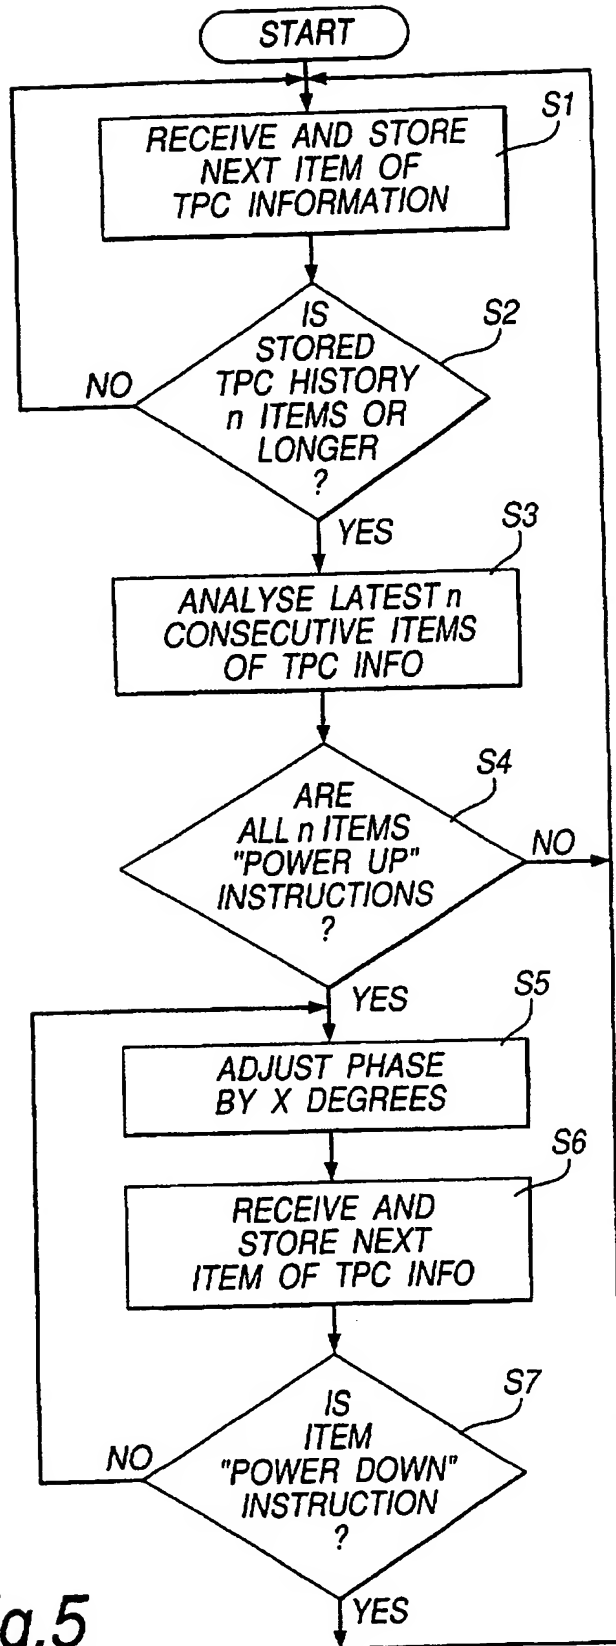 START
S1
RECEIVE AND STORE
NEXT ITEM OF
TPC INFORMATION
S2
IS
STORED
TPC HISTORY
n ITEMS OR
LONGER
?
NO
YES
S3
ANALYSE LATEST n
CONSECUTIVE ITEMS
OF TPC INFO
S4
ARE
ALL n ITEMS
"POWER UP"
INSTRUCTIONS
?
NO
YES
S5
ADJUST PHASE
BY X DEGREES
S6
RECEIVE AND
STORE NEXT
ITEM OF TPC INFO
S7
IS
ITEM
"POWER DOWN"
INSTRUCTION
?
NO
YES
ig.5